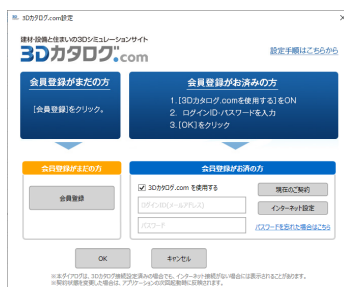 3Dカタログ.com設定
建材・設備と住まいの3Dシミュレーションサイト
3Dカタログ.com
設定手順はこちらから
会員登録がまだの方
[会員登録]をクリック。
会員登録がお済みの方
1. [3Dカタログ.comを使用する]をON
2. ログインID・パスワードを入力
3. [OK]をクリック
会員登録がまだの方
会員登録
会員登録がお済の方
3Dカタログ.com を使用する
現在のご契約
ログインID(メールアドレス)
インターネット設定
パスワード
パスワードを忘れた場合はこちら
OK
キャンセル
※本ダイアログは、3Dカタログ接続設定済みの場合でも、インターネット接続がない場合には表示されることがあります。
※契約状態を変更した場合は、アプリケーションの次回起動時に反映されます。